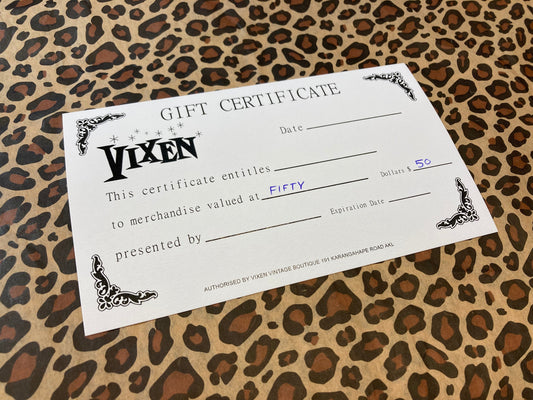 GIFT CERTIFICATE
VIXEN
Date
This certificate entitles
to merchandise valued at FIFTY Dollars $ 50
presented by Expiration Date
AUTHORISED BY VIXEN VINTAGE BOUTIQUE 191 KARANGAHAPE ROAD AKL